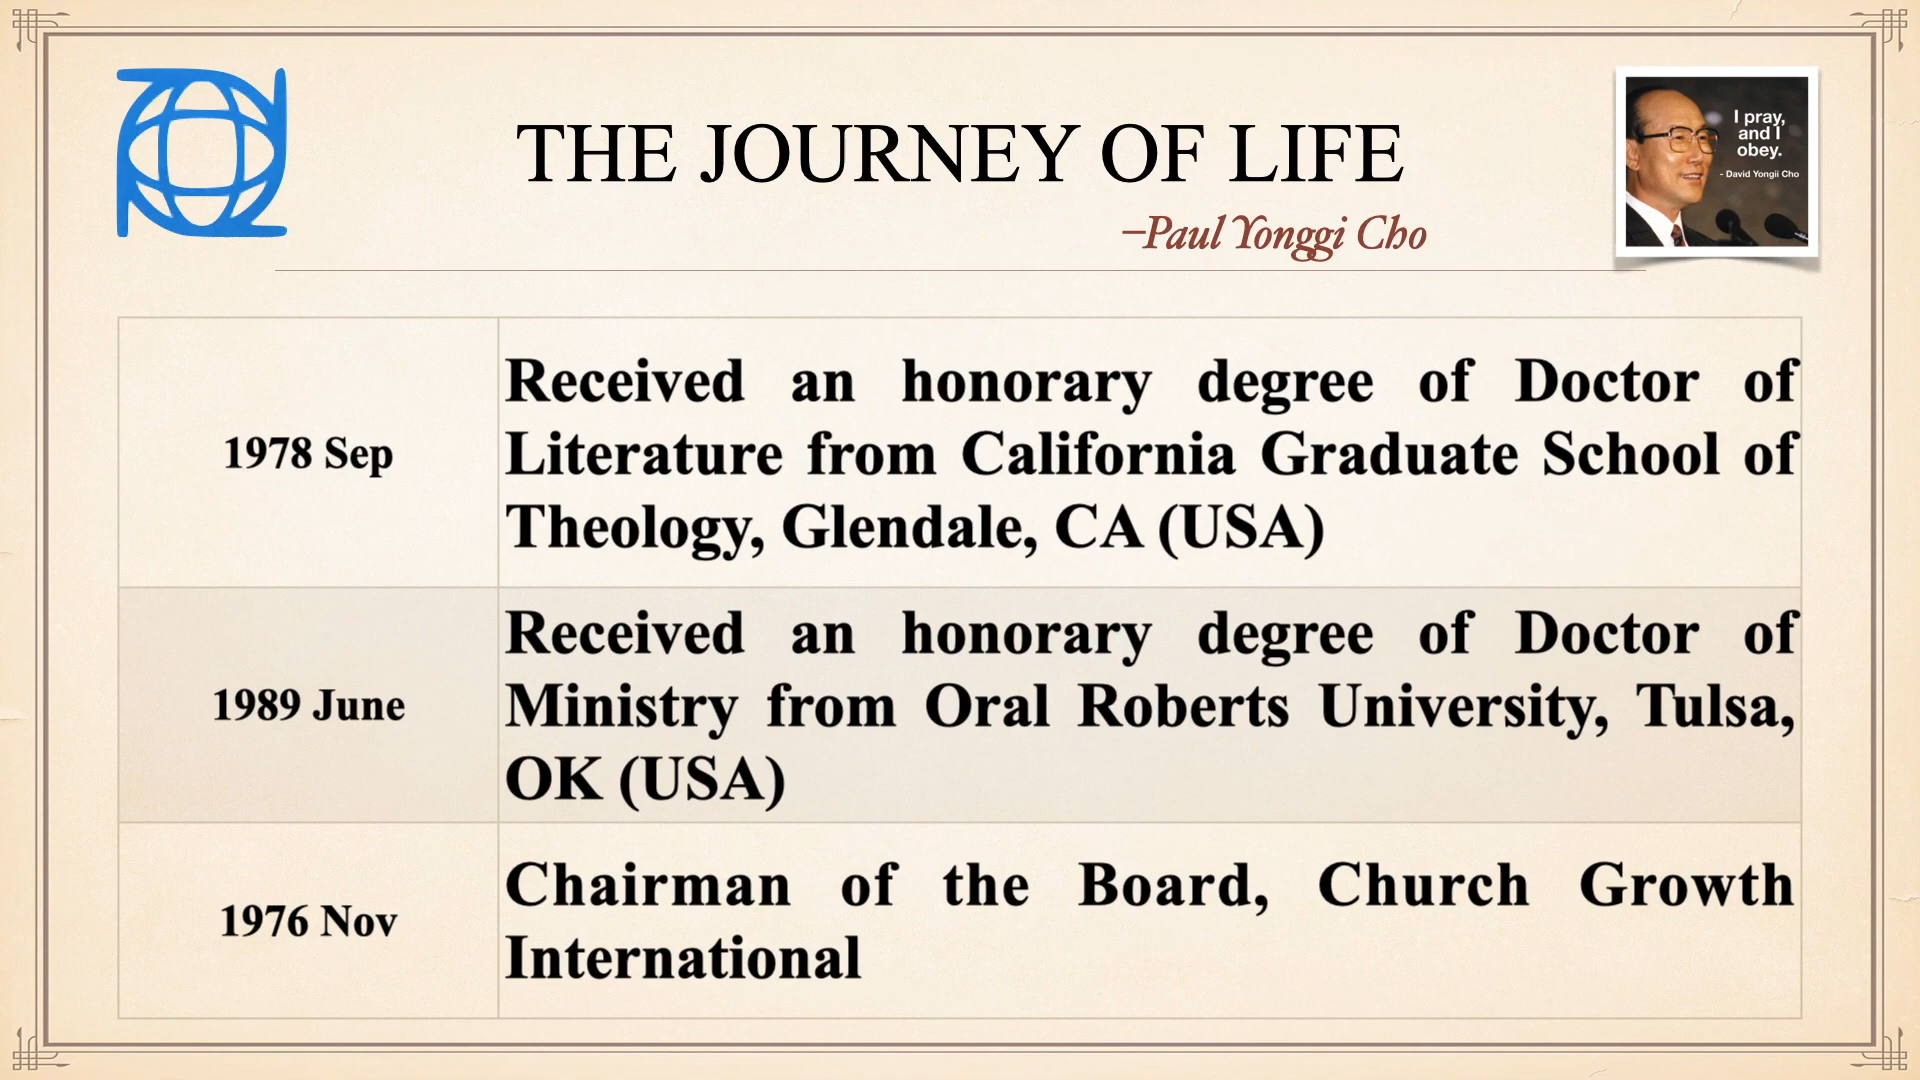 THE JOURNEY OF LIFE
–Paul Yonggi Cho
I pray,
and I
obey.
- David Yongii Cho
1978 Sep
Received an honorary degree of Doctor of
Literature from California Graduate School of
Theology, Glendale, CA (USA)
1989 June
Received an honorary degree of Doctor of
Ministry from Oral Roberts University, Tulsa,
OK (USA)
1976 Nov
Chairman of the Board, Church Growth
International